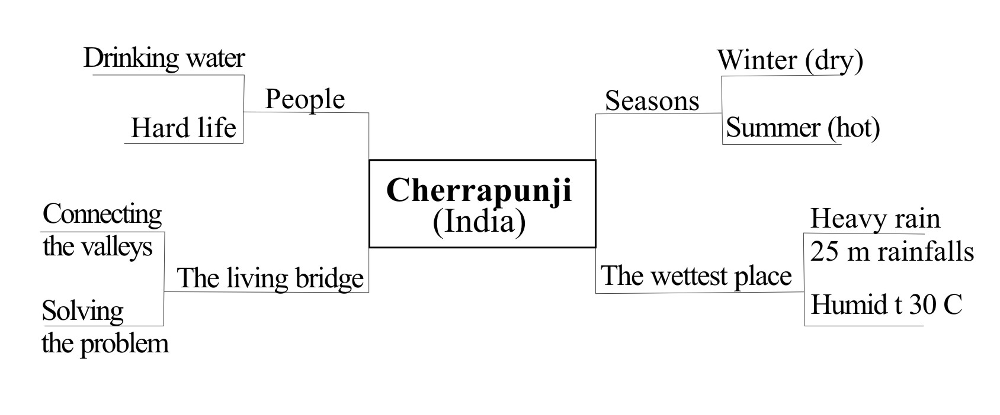 Drinking water
People
Hard life
Winter (dry)
Seasons
Summer (hot)
Cherrapunji
(India)
Connecting
the valleys
The living bridge
Solving
the problem
Heavy rain
25 m rainfalls
The wettest place
Humid t 30 C